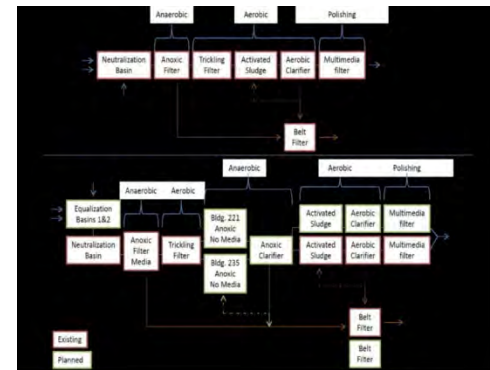 Anaerobic
Aerobic
Polishing
Neutralization
Basin
Anoxic
Filter
Trickling
Filter
Activated
Sludge
Aerobic
Clarifier
Multimedia
filter
Belt
Filter
Anaerobic
Aerobic
Polishing
Anaerobic
Aerobic
Equalization
Basins 1&2
Neutralization
Basin
Anoxic
Filter
Media
Trickling
Filter
Bldg. 221
Anoxic
No Media
Bldg. 235
Anoxic
No Media
Anoxic
Clarifier
Activated
Sludge
Aerobic
Clarifier
Multimedia
filter
Activated
Sludge
Aerobic
Clarifier
Multimedia
filter
Belt
Filter
Belt
Filter
Existing
Planned